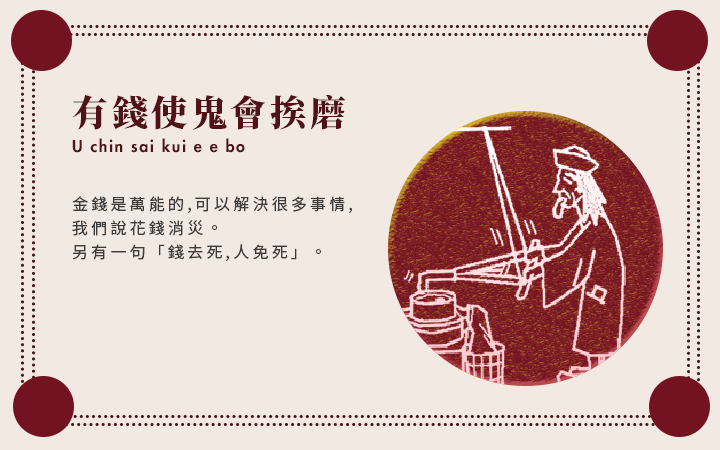 有錢使鬼會挨磨
U chin sai kui e e bo
金錢是萬能的,可以解決很多事情,
我們說花錢消災。
另有一句「錢去死,人免死」。